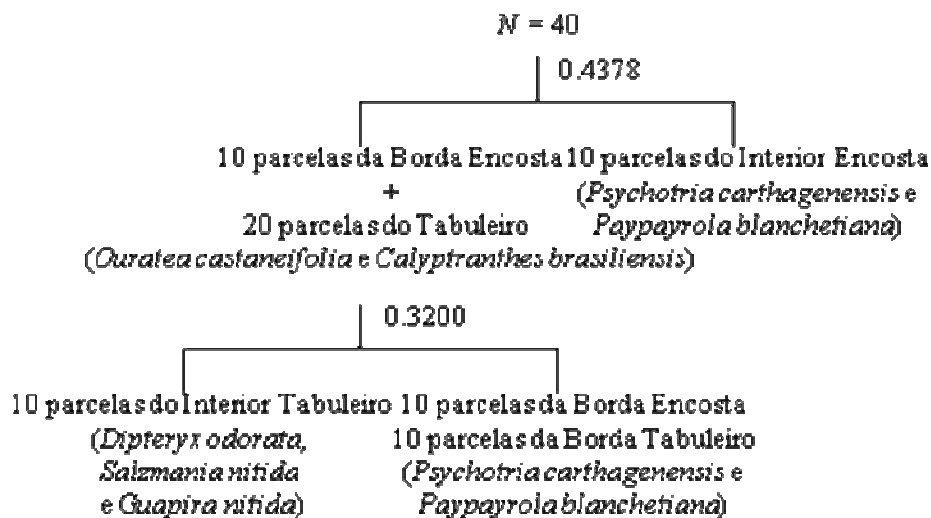 N = 40
0.4378
10 parcelas da Borda Encosta 10 parcelas do Interior Encosta
+ (Psychotria carthagenensis e
20 parcelas do Tabuleiro Paypayrola blanchetiana)
(Ouratea castaneifolia e Calyptranthes brasiliensis)
0.3200
10 parcelas do Interior Tabuleiro 10 parcelas da Borda Encosta
(Dipteryx odorata, 10 parcelas da Borda Tabuleiro
Salzmania nitida (Psychotria carthagenensis e
e Guapira nitida) Paypayrola blanchetiana)